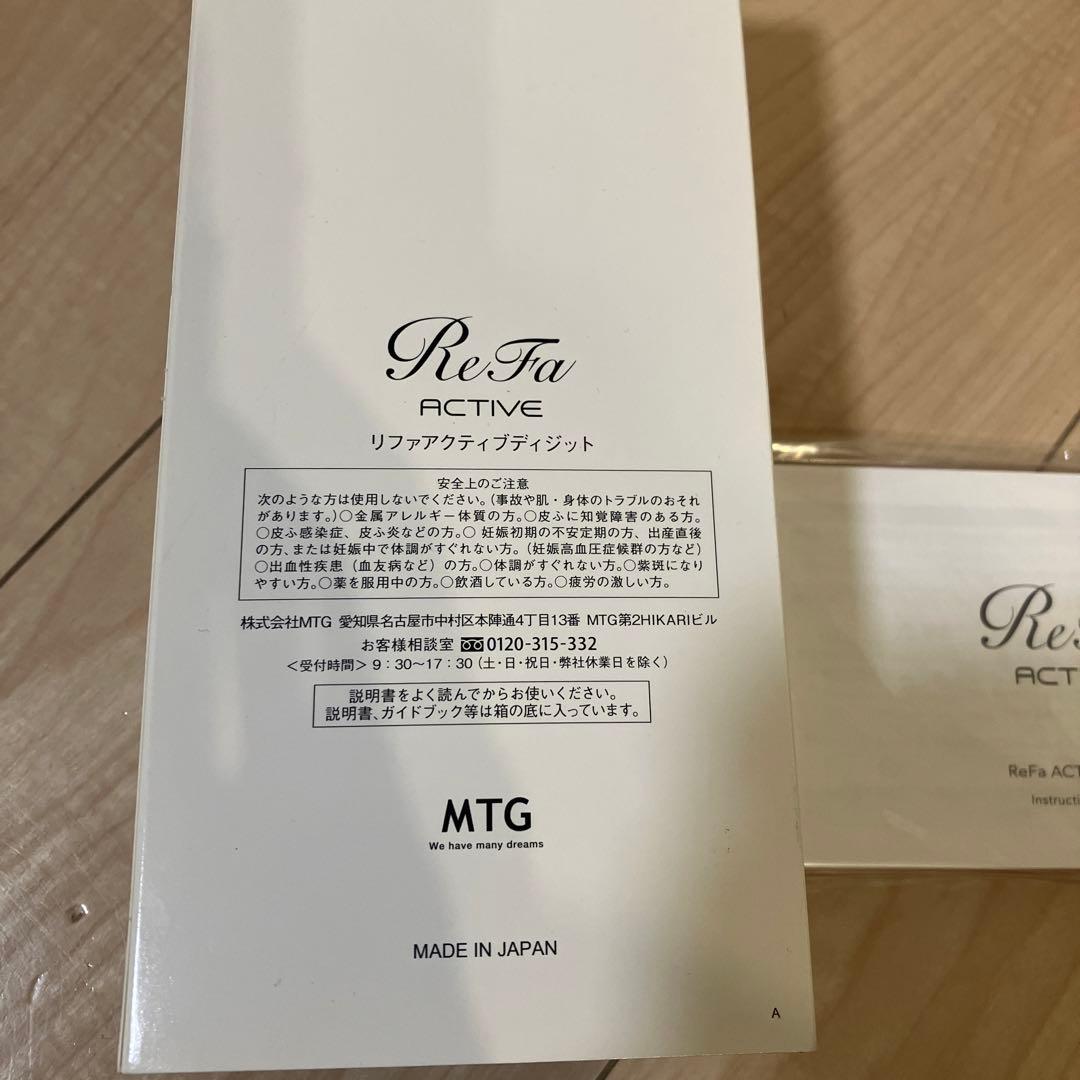 ReFa
ACTIVE
リファアクティブディジット
安全上のご注意
次のような方は使用しないでください。（事故や肌・身体のトラブルのおそれ
があります。）○金属アレルギー体質の方。○皮ふに知覚障害のある方。
○皮ふ感染症、皮ふ炎などの方。○ 妊娠初期の不安定期の方、出産直後
の方、または妊娠中で体調がすぐれない方。（妊娠高血圧症候群の方など）
○出血性疾患（血友病など）の方。○体調がすぐれない方。○紫斑になり
やすい方。○薬を服用中の方。○飲酒している方。○疲労の激しい方。
株式会社MTG 愛知県名古屋市中村区本陣通4丁目13番 MTG第2HIKARIビル
お客様相談室 0120-315-332
＜受付時間＞9：30〜17：30（土・日・祝日・弊社休業日を除く）
説明書をよく読んでからお使いください。
説明書、ガイドブック等は箱の底に入っています。
MTG
We have many dreams
MADE IN JAPAN
A
Re
ACT
ReFa ACT
Instructi